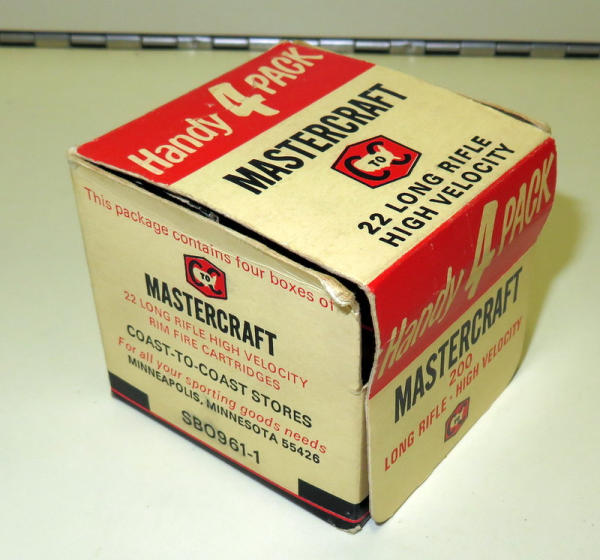 Handy 4 PACK
MASTERCRAFT
C TO C
22 LONG RIFLE
HIGH VELOCITY
This package contains four boxes of
C TO C
MASTERCRAFT
22 LONG RIFLE HIGH VELOCITY
RIM FIRE CARTRIDGES
COAST-TO-COAST STORES
For all your sporting goods needs
MINNEAPOLIS, MINNESOTA 55426
SBO961-1
Handy 4 PACK
MASTERCRAFT
200
LONG RIFLE - HIGH VELOCITY
C TO C